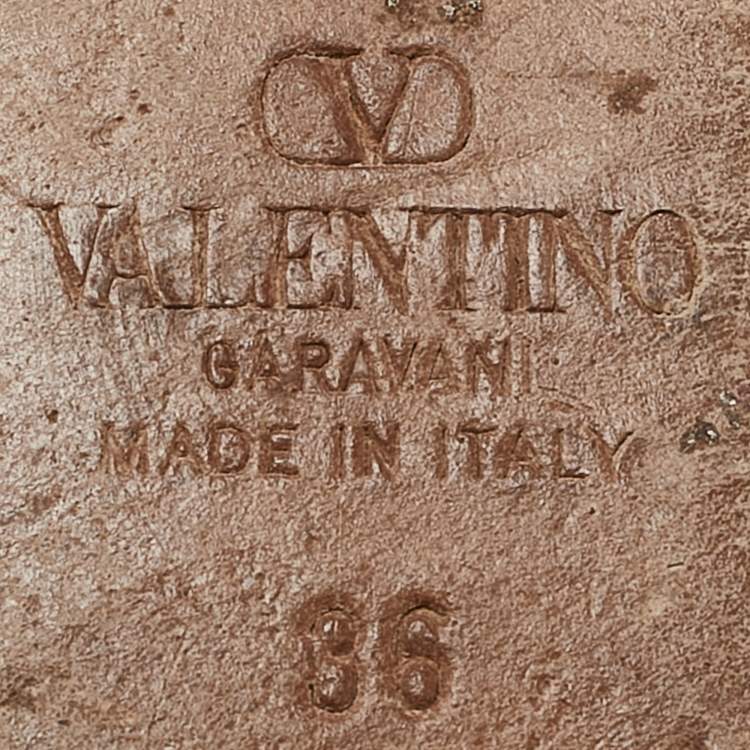 V
VALENTINO
GARAVANI
MADE IN ITALY
36